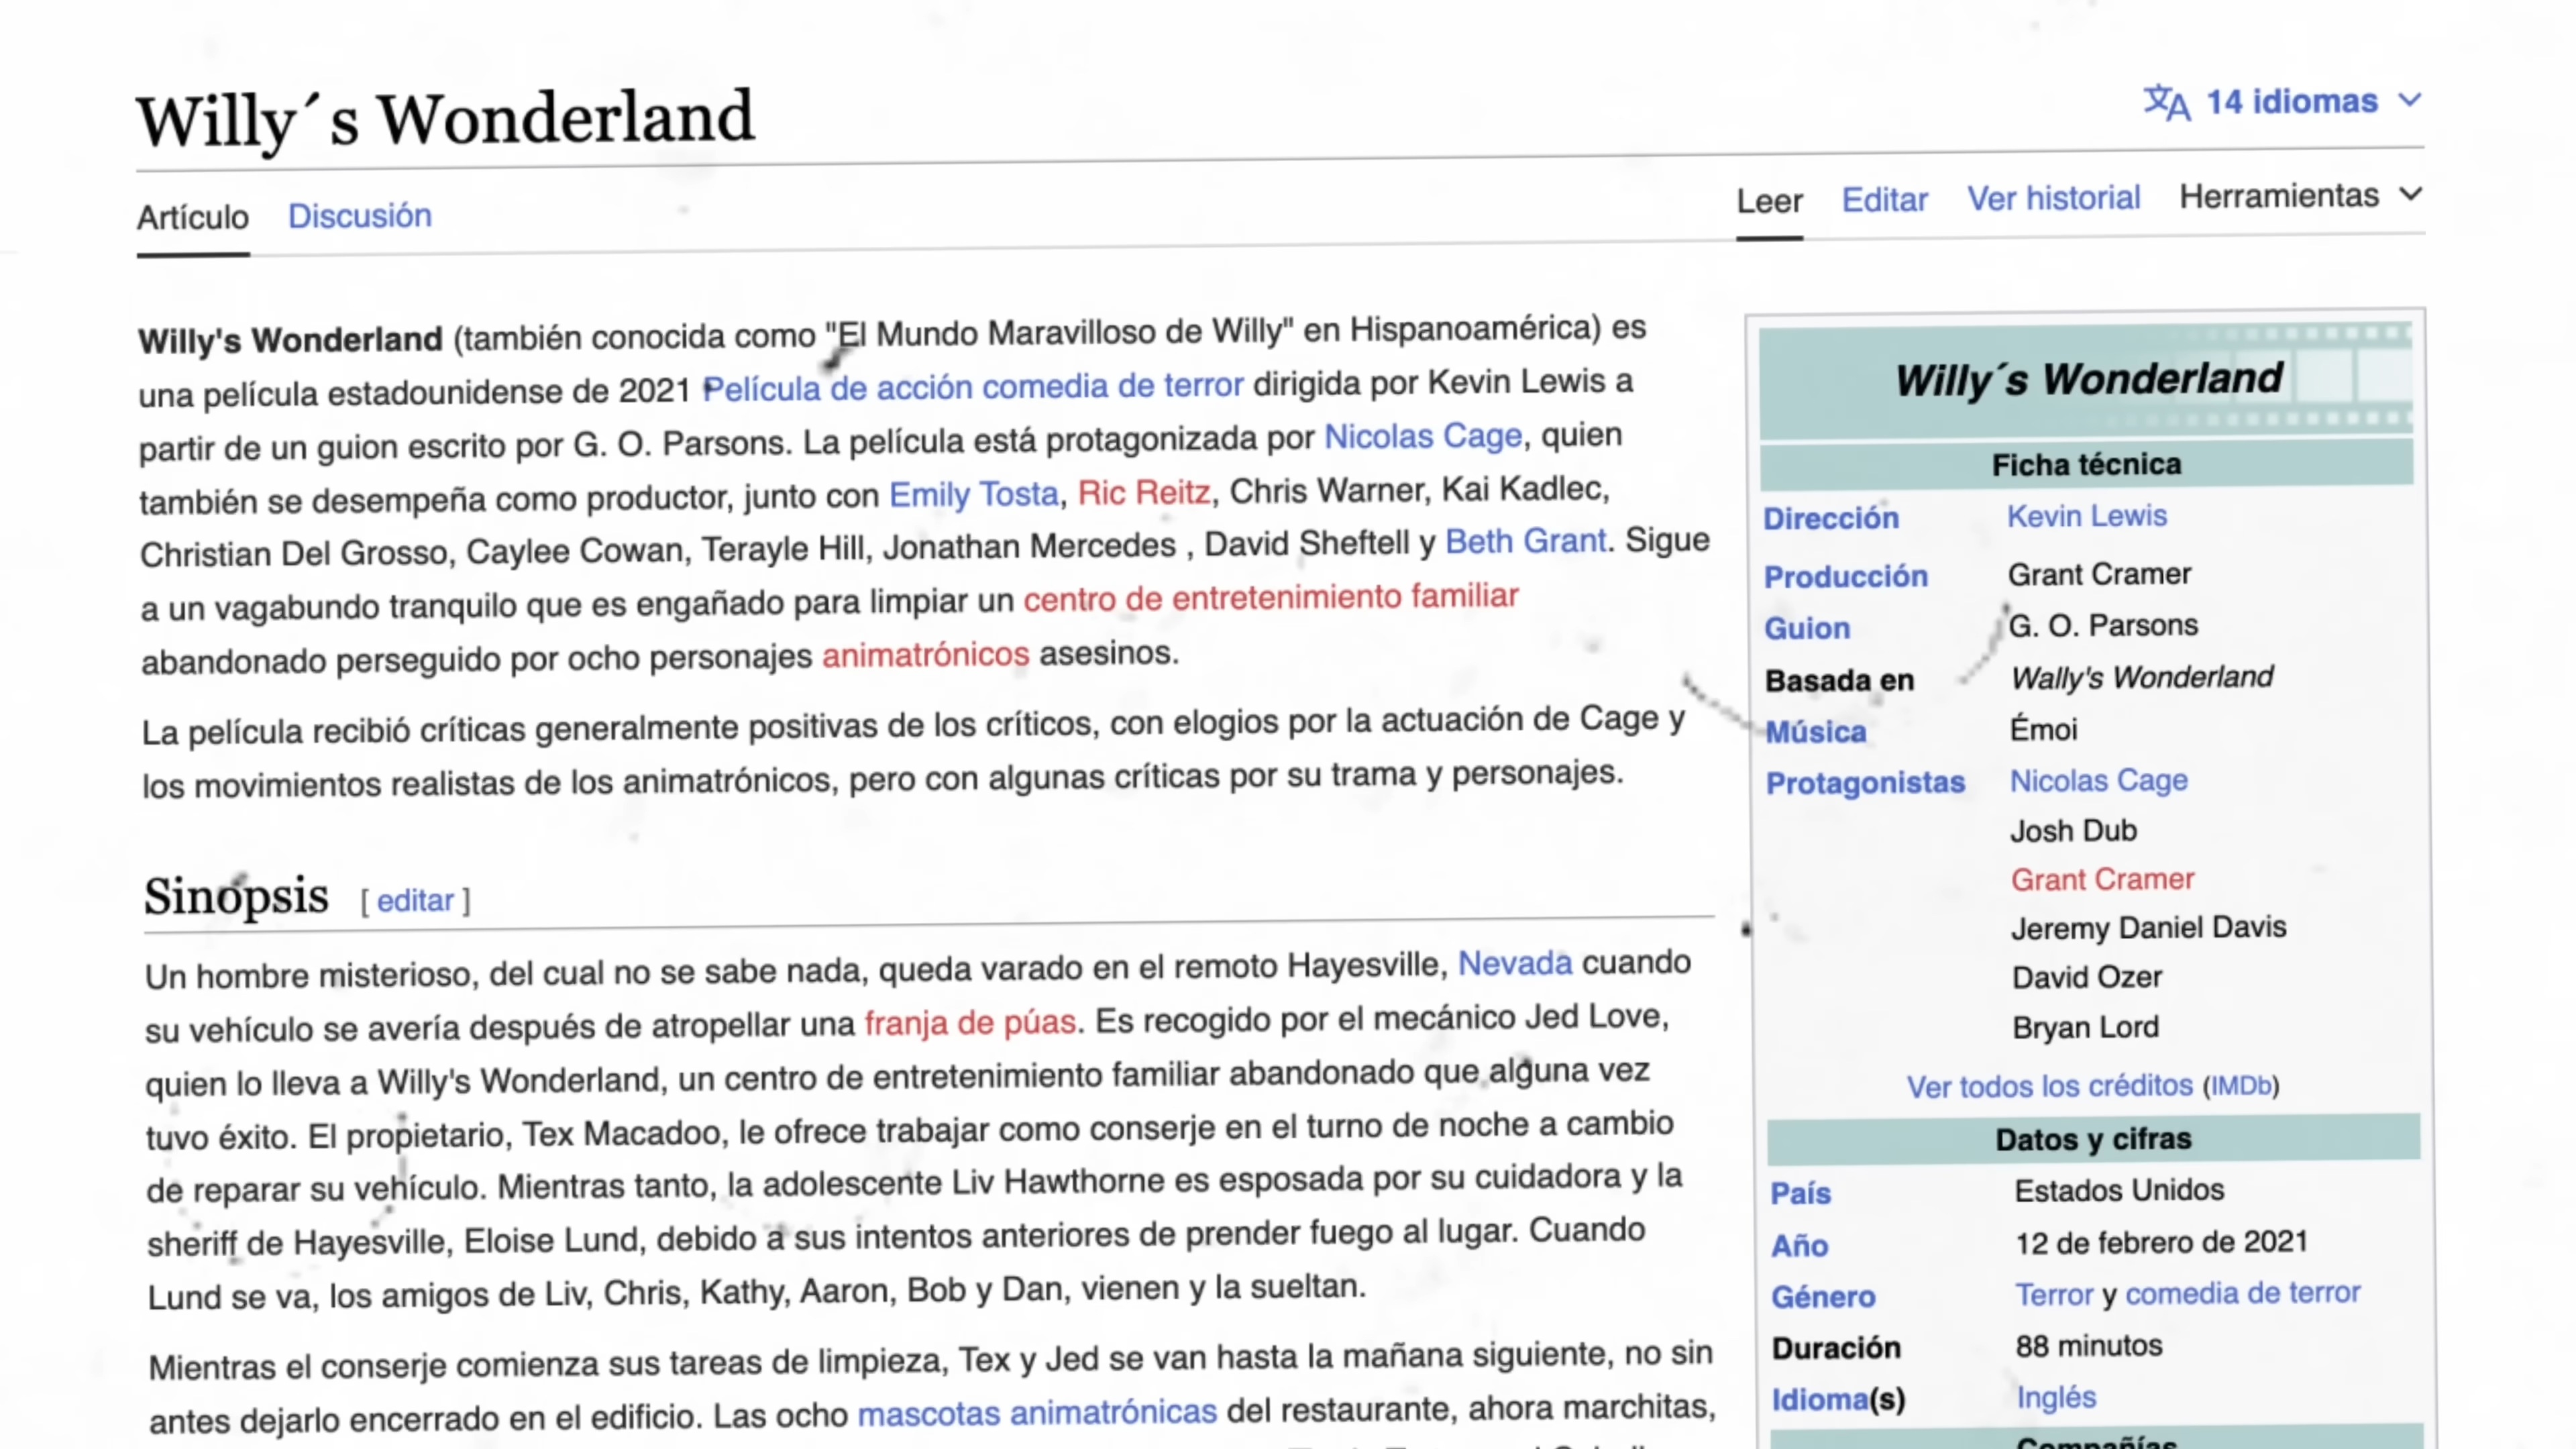 Willy´s Wonderland
14 idiomas
Artículo Discusión
Leer Editar Ver historial Herramientas
Willy's Wonderland (también conocida como "El Mundo Maravilloso de Willy" en Hispanoamérica) es
una película estadounidense de 2021 Película de acción comedia de terror dirigida por Kevin Lewis a
partir de un guion escrito por G. O. Parsons. La película está protagonizada por Nicolas Cage, quien
también se desempeña como productor, junto con Emily Tosta, Ric Reitz, Chris Warner, Kai Kadlec,
Christian Del Grosso, Caylee Cowan, Terayle Hill, Jonathan Mercedes , David Sheftell y Beth Grant. Sigue
a un vagabundo tranquilo que es engañado para limpiar un centro de entretenimiento familiar
abandonado perseguido por ocho personajes animatrónicos asesinos.
La película recibió críticas generalmente positivas de los críticos, con elogios por la actuación de Cage y
los movimientos realistas de los animatrónicos, pero con algunas críticas por su trama y personajes.
Sinopsis [ editar ]
Un hombre misterioso, del cual no se sabe nada, queda varado en el remoto Hayesville, Nevada cuando
su vehículo se avería después de atropellar una franja de púas. Es recogido por el mecánico Jed Love,
quien lo lleva a Willy's Wonderland, un centro de entretenimiento familiar abandonado que alguna vez
tuvo éxito. El propietario, Tex Macadoo, le ofrece trabajar como conserje en el turno de noche a cambio
de reparar su vehículo. Mientras tanto, la adolescente Liv Hawthorne es esposada por su cuidadora y la
sheriff de Hayesville, Eloise Lund, debido a sus intentos anteriores de prender fuego al lugar. Cuando
Lund se va, los amigos de Liv, Chris, Kathy, Aaron, Bob y Dan, vienen y la sueltan.
Mientras el conserje comienza sus tareas de limpieza, Tex y Jed se van hasta la mañana siguiente, no sin
antes dejarlo encerrado en el edificio. Las ocho mascotas animatrónicas del restaurante, ahora marchitas,
Willy´s Wonderland
Ficha técnica
Dirección Kevin Lewis
Producción Grant Cramer
Guion G. O. Parsons
Basada en Wally's Wonderland
Música Émoi
Protagonistas Nicolas Cage
Josh Dub
Grant Cramer
Jeremy Daniel Davis
David Ozer
Bryan Lord
Ver todos los créditos (IMDb)
Datos y cifras
País Estados Unidos
Año 12 de febrero de 2021
Género Terror y comedia de terror
Duración 88 minutos
Idioma(s) Inglés
Compañías